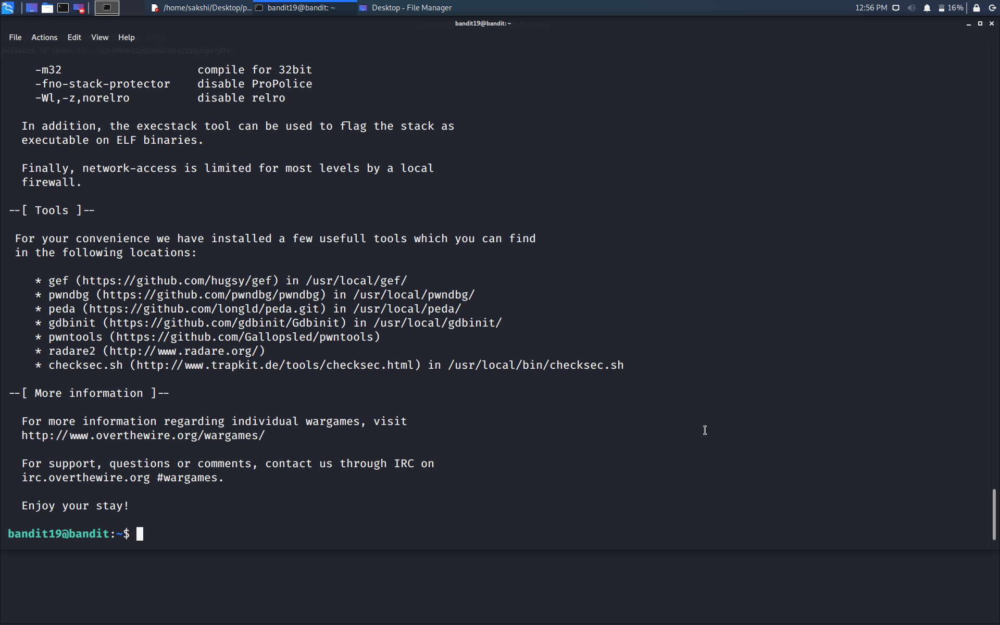 /home/sakshi/Desktop/p... bandit19@bandit: ~ Desktop - File Manager 12:56 PM 16%
bandit19@bandit:~
File Actions Edit View Help
password to level 17 -
-m32 compile for 32bit
-fno-stack-protector disable ProPolice
-Wl,-z,norelro disable relro
In addition, the execstack tool can be used to flag the stack as
executable on ELF binaries.
Finally, network-access is limited for most levels by a local
firewall.
--[ Tools ]--
For your convenience we have installed a few usefull tools which you can find
in the following locations:
* gef (https://github.com/hugsy/gef) in /usr/local/gef/
* pwndbg (https://github.com/pwndbg/pwndbg) in /usr/local/pwndbg/
* peda (https://github.com/longld/peda.git) in /usr/local/peda/
* gdbinit (https://github.com/gdbinit/Gdbinit) in /usr/local/gdbinit/
* pwntools (https://github.com/Gallopsled/pwntools)
* radare2 (http://www.radare.org/)
* checksec.sh (http://www.trapkit.de/tools/checksec.html) in /usr/local/bin/checksec.sh
--[ More information ]--
For more information regarding individual wargames, visit
http://www.overthewire.org/wargames/
For support, questions or comments, contact us through IRC on
irc.overthewire.org #wargames.
Enjoy your stay!
bandit19@bandit:~$